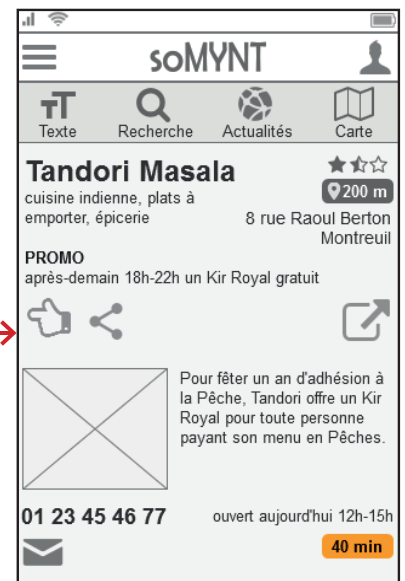 soMYNT
Texte Recherche Actualités Carte
Tandori Masala
200 m
cuisine indienne, plats à
emporter, épicerie
8 rue Raoul Berton
Montreuil
PROMO
après-demain 18h-22h un Kir Royal gratuit
Pour fêter un an d'adhésion à
la Pêche, Tandori offre un Kir
Royal pour toute personne
payant son menu en Pêches.
01 23 45 46 77
ouvert aujourd'hui 12h-15h
40 min